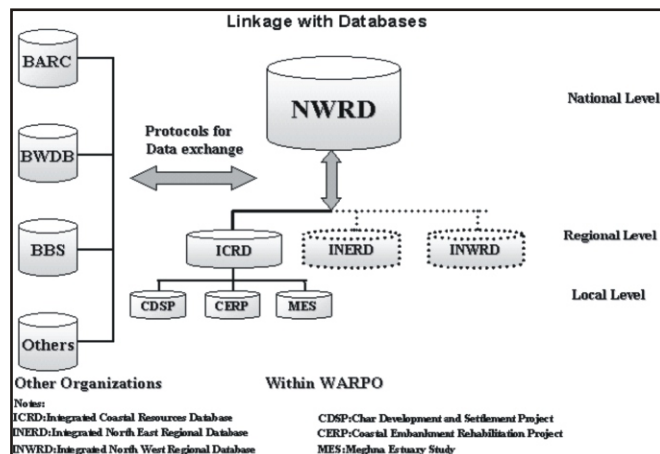 Linkage with Databases
BARC
NWRD
National Level
Protocols for
Data exchange
BWDB
BBS
ICRD
INERD
INWRD
Regional Level
CDSP
CERP
MES
Local Level
Others
Other Organizations
Within WARPO
Notes:
ICRD:Integrated Coastal Resources Database
CDSP:Char Development and Settlement Project
INERD:Integrated North East Regional Database
CERP:Coastal Embankment Rehabilitation Project
INWRD:Integrated North West Regional Database
MES:Meghna Estuary Study